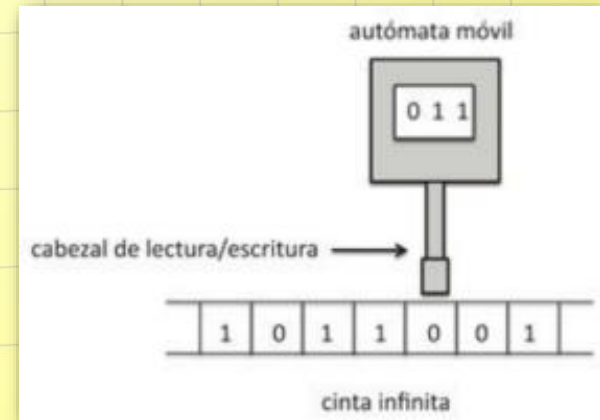 autómata móvil
0 1 1
cabezal de lectura/escritura
1 0 1 1 0 0 1
cinta infinita